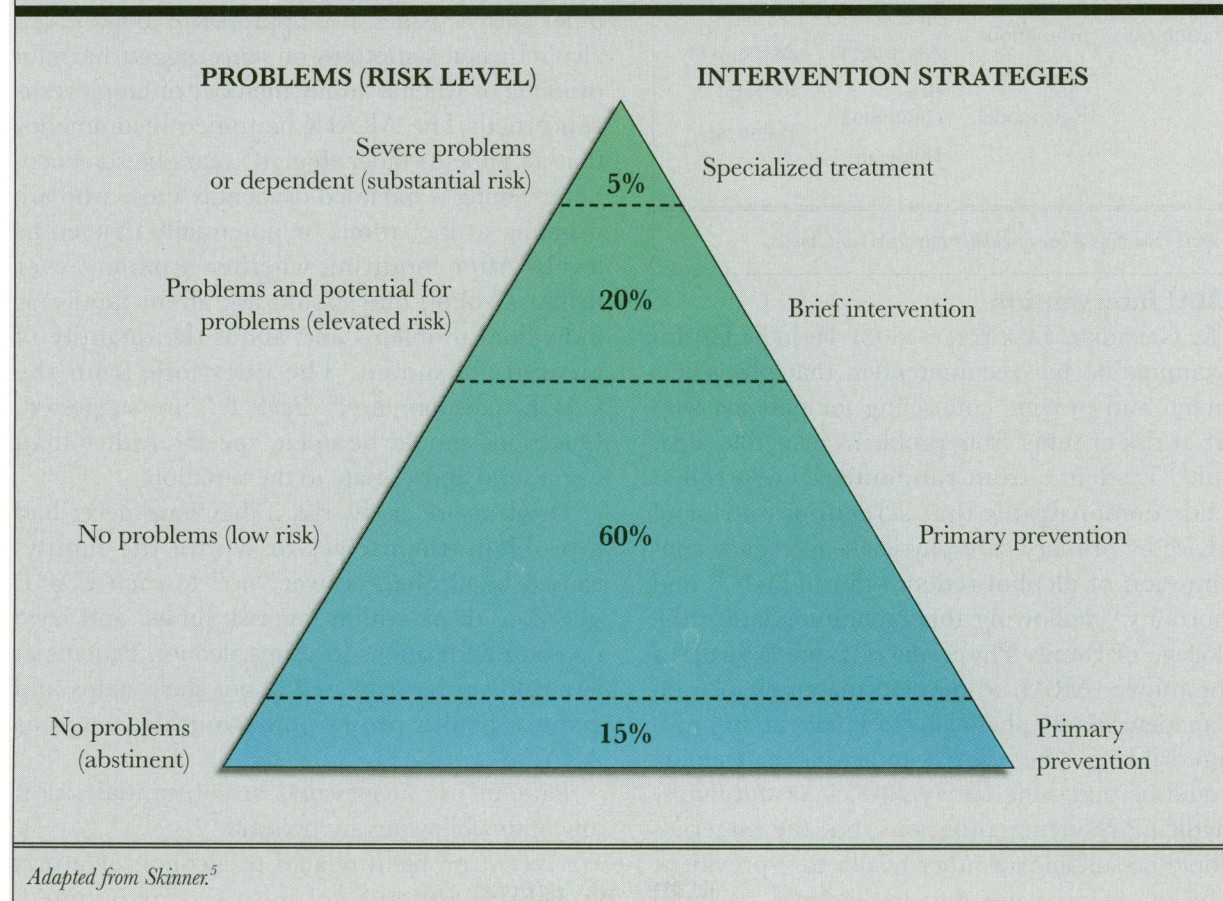 PROBLEMS (RISK LEVEL)
INTERVENTION STRATEGIES
Severe problems
or dependent (substantial risk)
5%
Specialized treatment
Problems and potential for
problems (elevated risk)
20%
Brief intervention
No problems (low risk)
60%
Primary prevention
No problems
(abstinent)
15%
Primary
prevention
Adapted from Skinner.5